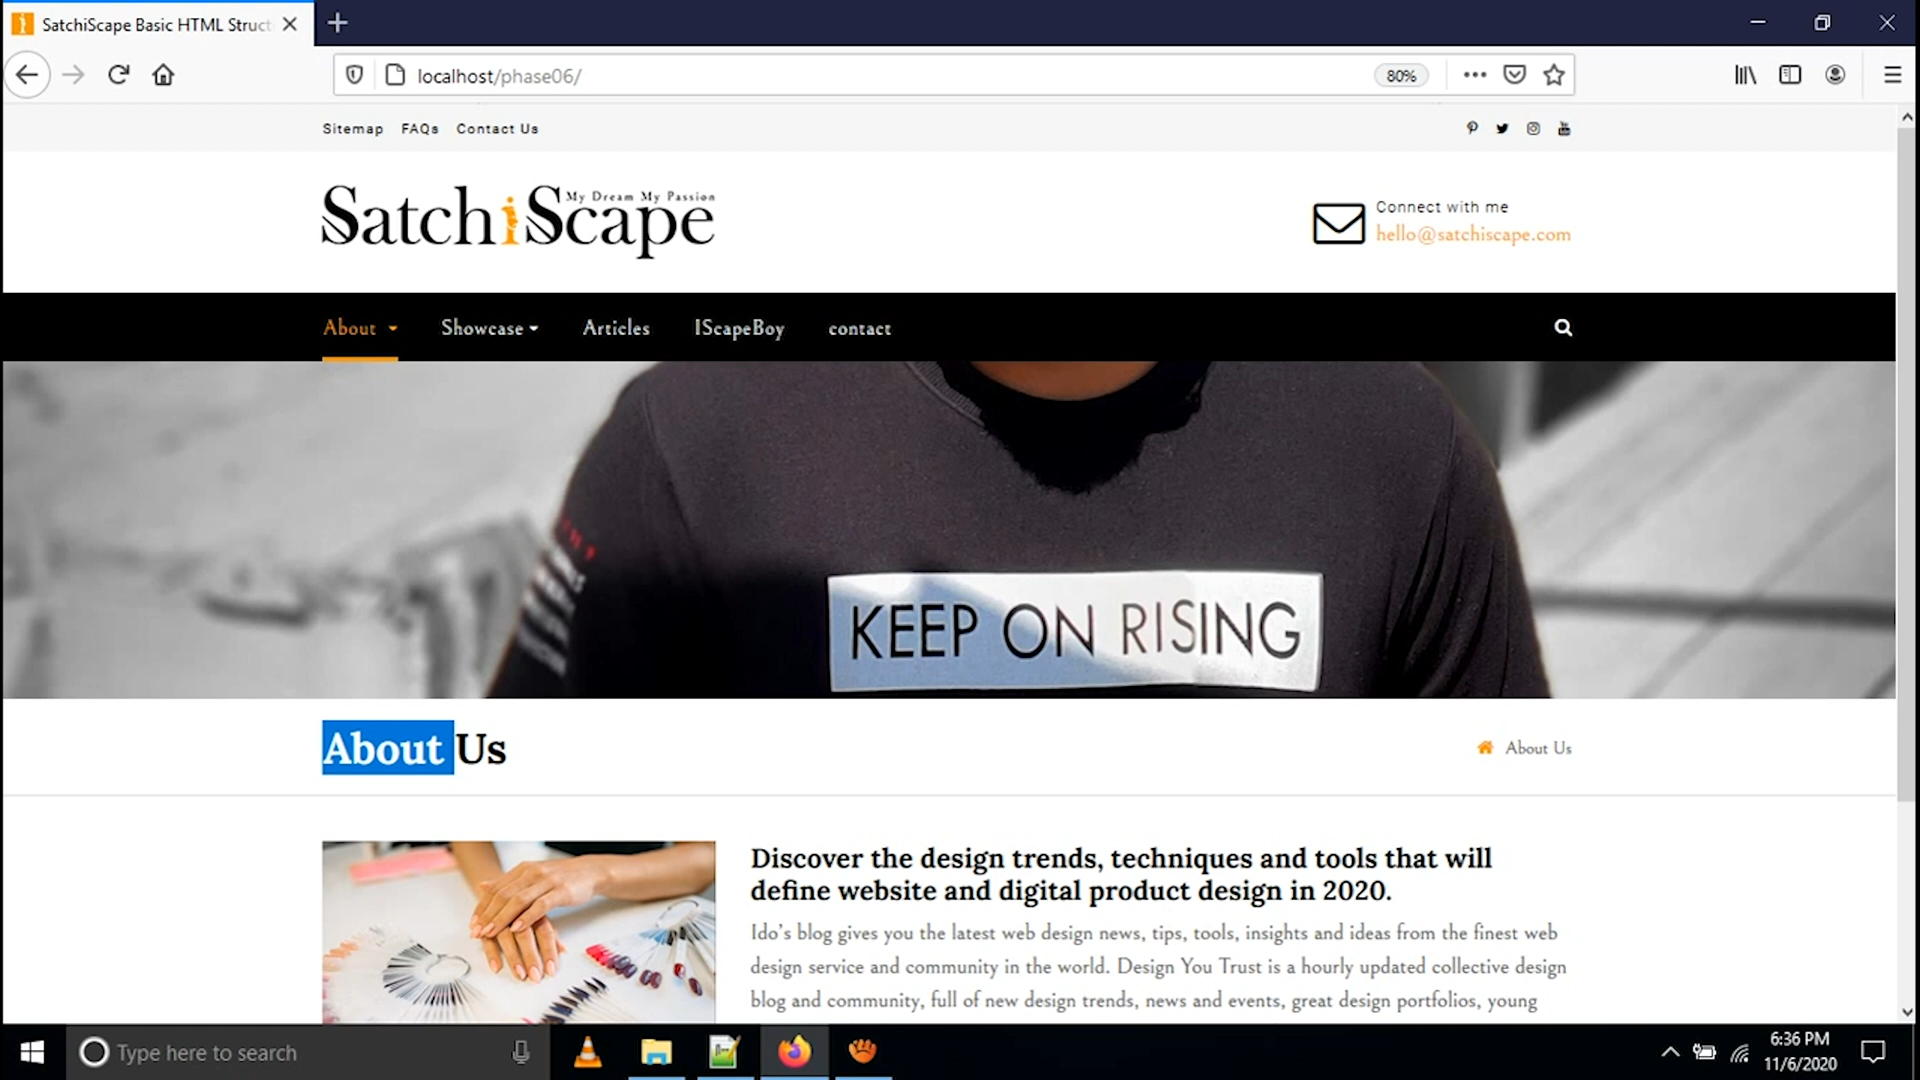 SatchiScape Basic HTML Struct
localhost/phase06/
80%
Sitemap FAQs Contact Us
SatchiScape
My Dream My Passion
Connect with me
hello@satchiscape.com
About Showcase Articles IScapeBoy contact
KEEP ON RISING
About Us
About Us
Discover the design trends, techniques and tools that will
define website and digital product design in 2020.
Ido’s blog gives you the latest web design news, tips, tools, insights and ideas from the finest web
design service and community in the world. Design You Trust is a hourly updated collective design
blog and community, full of new design trends, news and events, great design portfolios, young
Type here to search
6:36 PM
11/6/2020